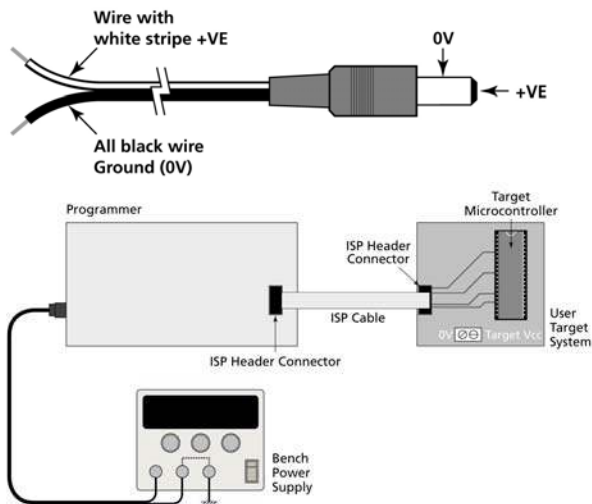 Wire with
white stripe +VE
0V
+VE
All black wire
Ground (0V)
Programmer
Target
Microcontroller
ISP Header
Connector
ISP Cable
ISP Header Connector
0V
Target Vcc
User
Target
System
Bench
Power
Supply